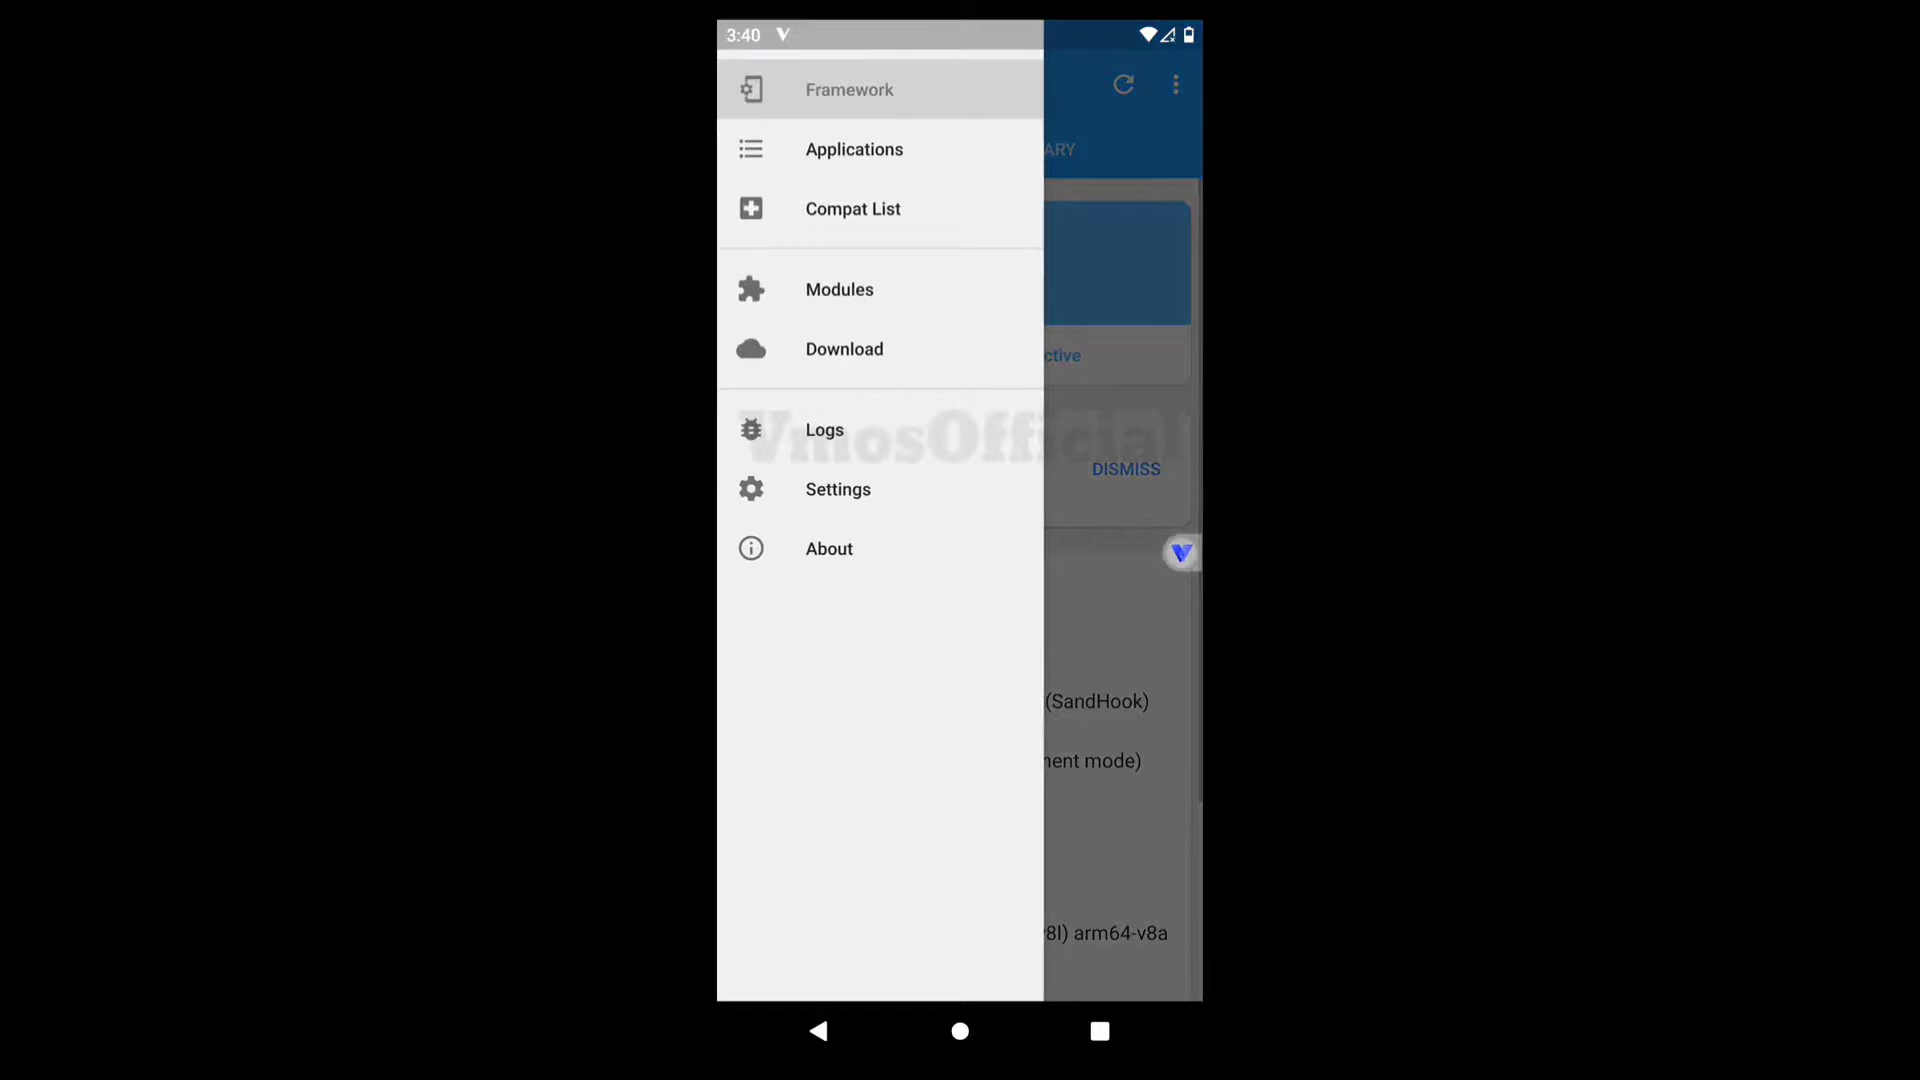 3:40
Framework
ARY
Applications
Compat List
Modules
Download
ctive
VmosOfficial
Logs
DISMISS
Settings
About
(SandHook)
nent mode)
8l) arm64-v8a